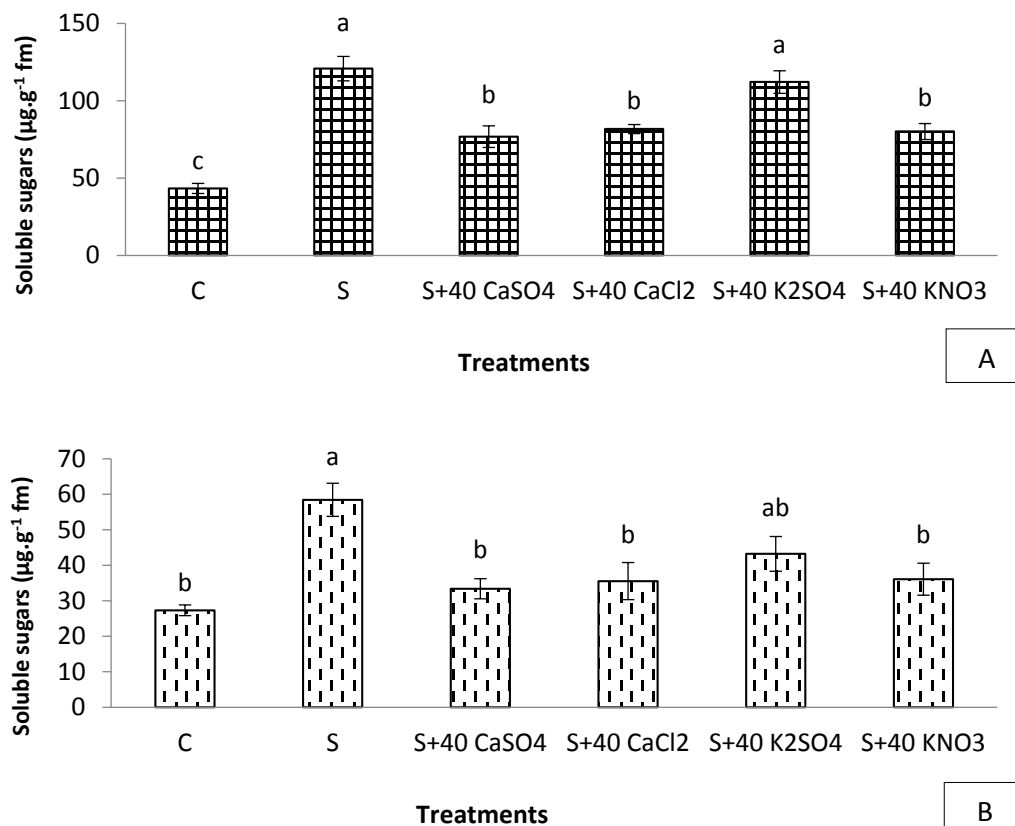 Soluble sugars (µg.g⁻¹ fm)
150
100
50
0
c
a
b
b
a
b
C S S+40 CaSO4 S+40 CaCl2 S+40 K2SO4 S+40 KNO3
Treatments
A
Soluble sugars (µg.g⁻¹ fm)
70
60
50
40
30
20
10
0
b
a
b
b
ab
b
C S S+40 CaSO4 S+40 CaCl2 S+40 K2SO4 S+40 KNO3
Treatments
B